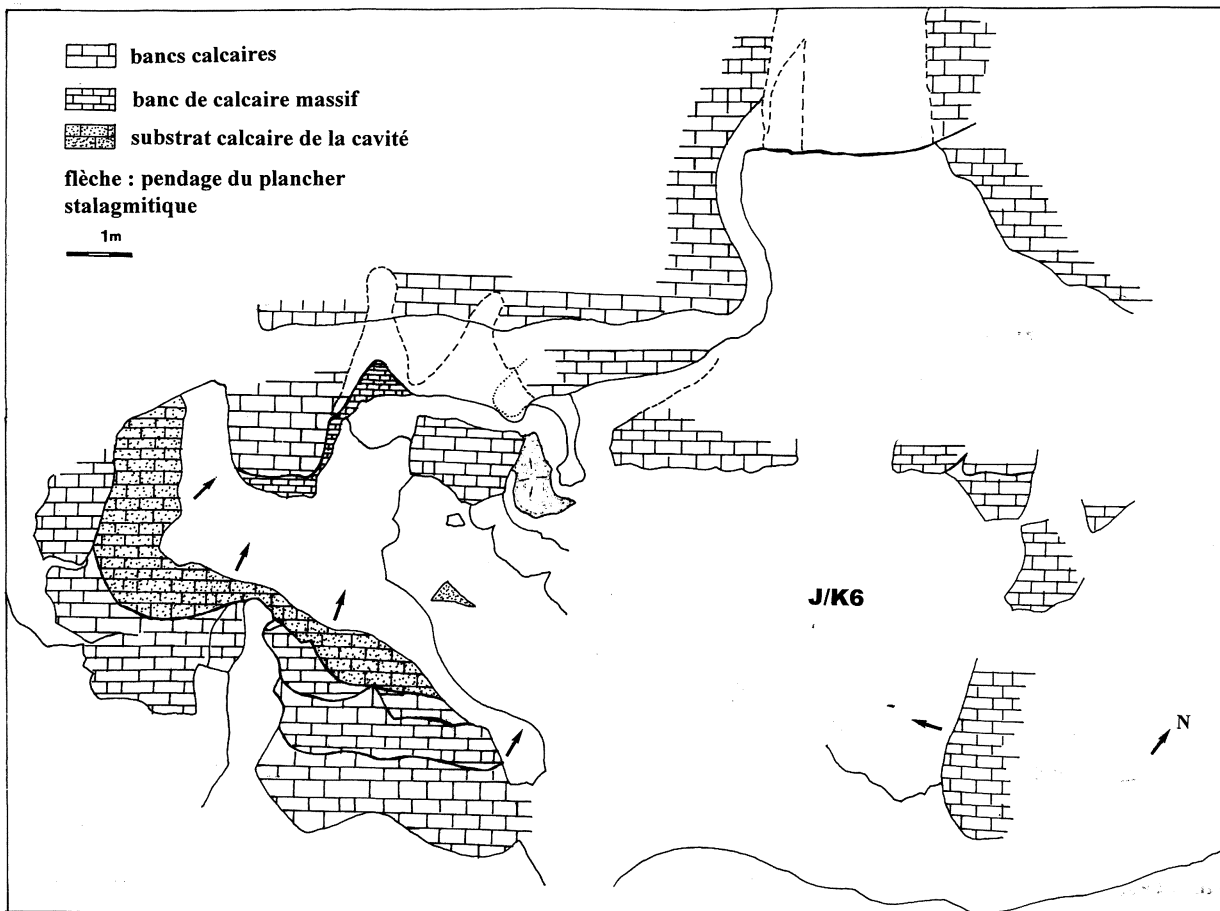 bancs calcaires
banc de calcaire massif
substrat calcaire de la cavité
flèche : pendage du plancher
stalagmitique
1m
J/K6
N